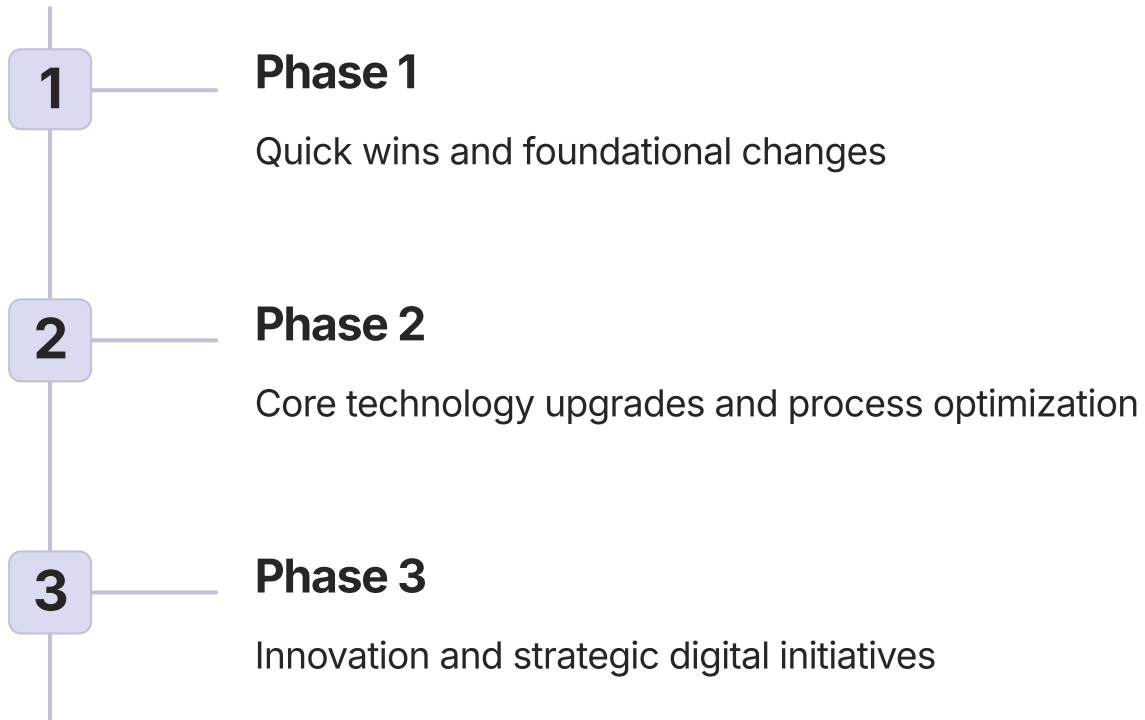 1
Phase 1
Quick wins and foundational changes
2
Phase 2
Core technology upgrades and process optimization
3
Phase 3
Innovation and strategic digital initiatives